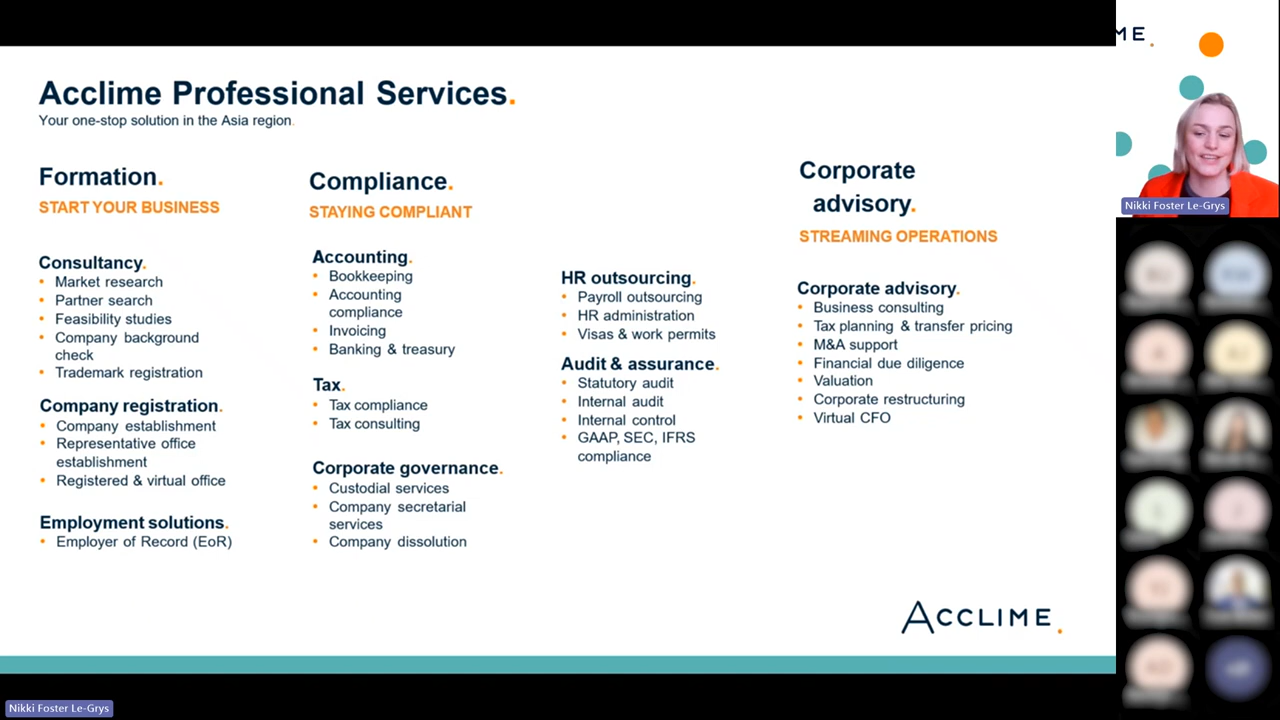 Acclime Professional Services.
Your one-stop solution in the Asia region.
Formation.
START YOUR BUSINESS
Consultancy.
• Market research
• Partner search
• Feasibility studies
• Company background
check
• Trademark registration
Company registration.
• Company establishment
• Representative office
establishment
• Registered & virtual office
Employment solutions.
• Employer of Record (EoR)
Compliance.
STAYING COMPLIANT
Accounting.
• Bookkeeping
• Accounting
compliance
• Invoicing
• Banking & treasury
Tax.
• Tax compliance
• Tax consulting
Corporate governance.
• Custodial services
• Company secretarial
services
• Company dissolution
HR outsourcing.
• Payroll outsourcing
• HR administration
• Visas & work permits
Audit & assurance.
• Statutory audit
• Internal audit
• Internal control
• GAAP, SEC, IFRS
compliance
Corporate
advisory.
STREAMING OPERATIONS
Corporate advisory.
• Business consulting
• Tax planning & transfer pricing
• M&A support
• Financial due diligence
• Valuation
• Corporate restructuring
• Virtual CFO
ACCLIME.
ME.
Nikki Foster Le-Grys
Nikki Foster Le-Grys